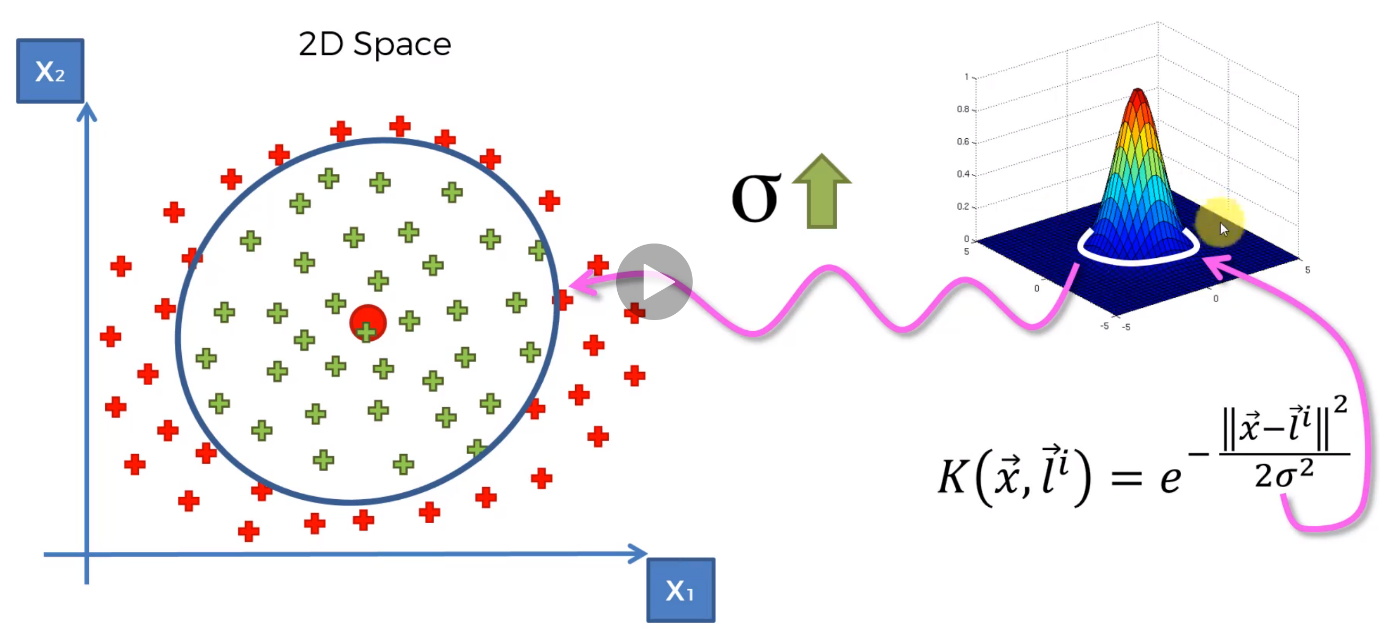 2D Space
X₂
σ
1
0.8
0.6
0.4
0.2
0
5
0
-5
-5
0
5
K(x⃗, l⃗ⁱ) = e^{-‖x⃗−l⃗ⁱ‖² / 2σ²}
X₁